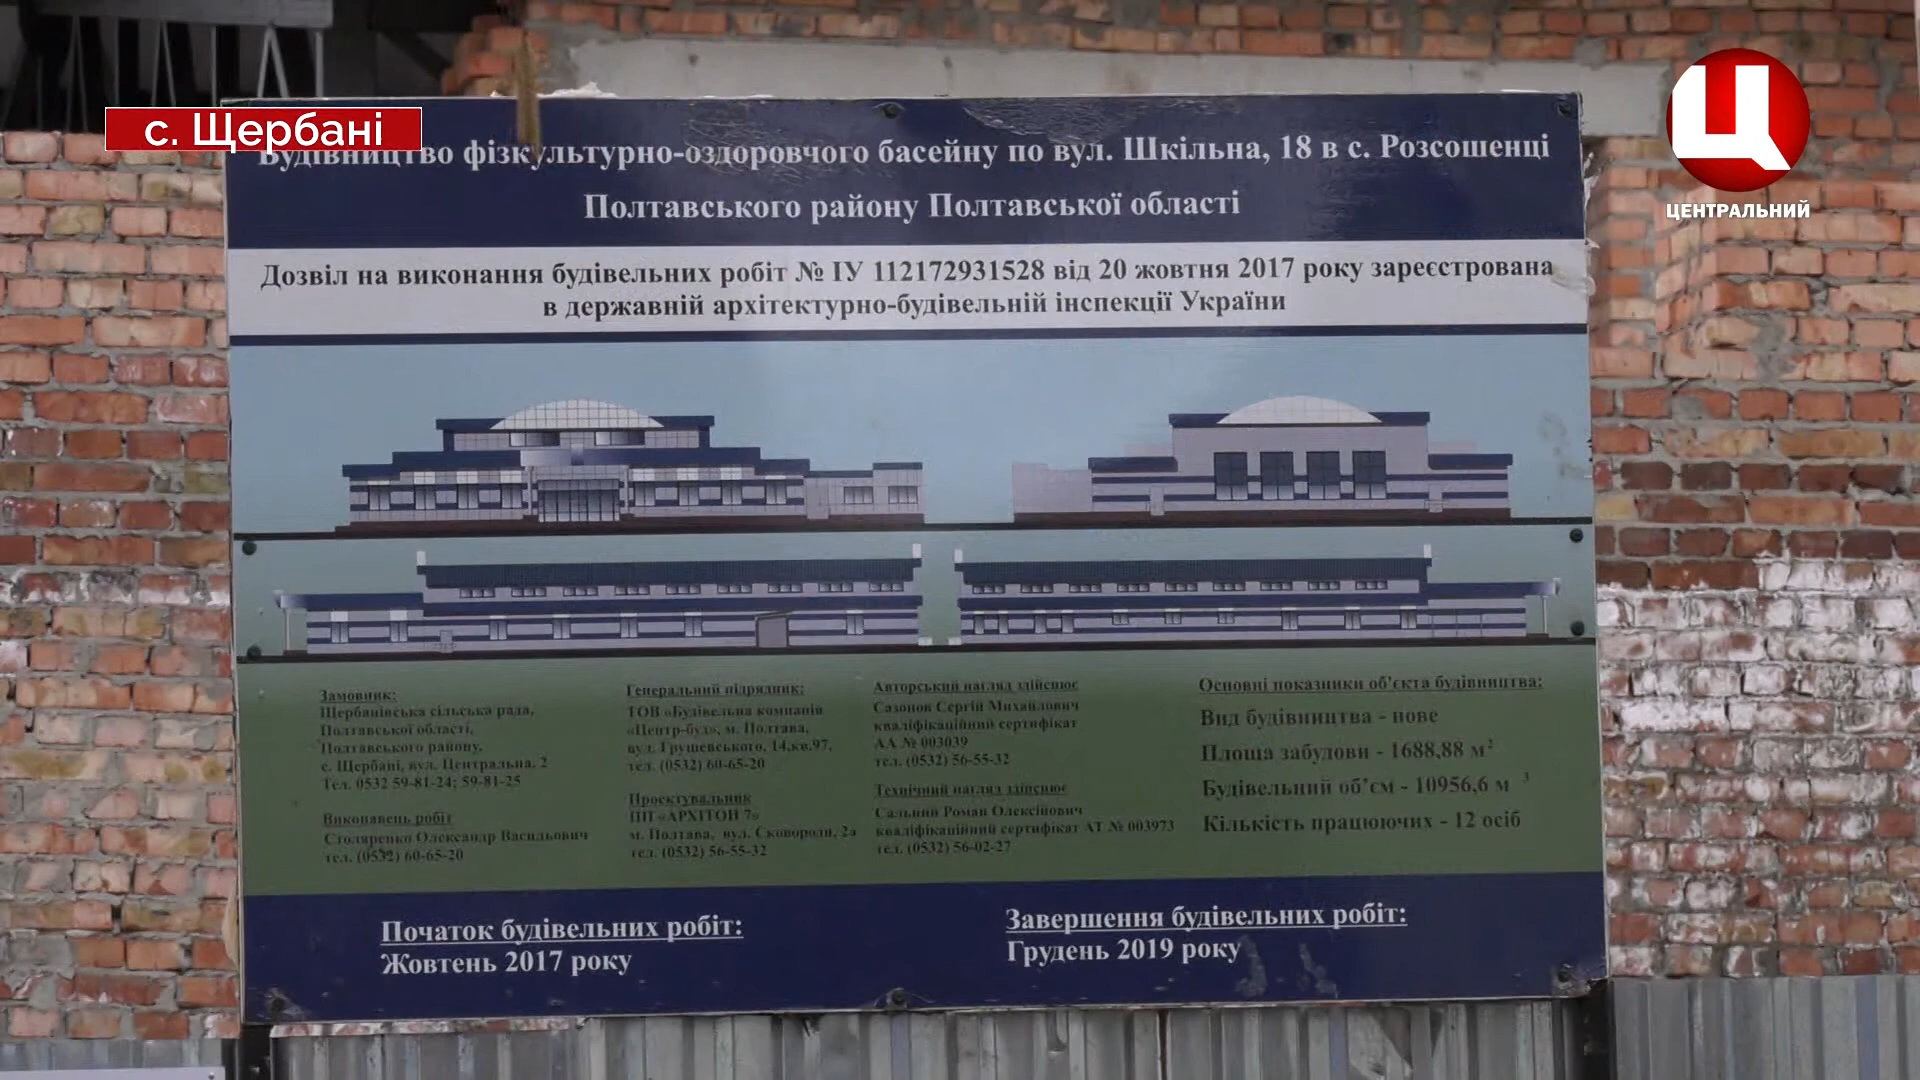 с. Щербані
Ц
ЦЕНТРАЛЬНИЙ
Будівництво фізкультурно-оздоровчого басейну по вул. Шкільна, 18 в с. Розсошенці
Полтавського району Полтавської області
Дозвіл на виконання будівельних робіт № ІУ 112172931528 від 20 жовтня 2017 року зареєстрована
в державній архітектурно-будівельній інспекції України
Замовник:
Щербанівська сільська рада,
Полтавської області,
Полтавського району,
с. Щербані, вул. Центральна, 2
Тел. 0532 59-81-24; 59-81-25
Виконавець робіт
Столяренко Олександр Васильович
тел. (0532) 60-65-20
Генеральний підрядник:
ТОВ «Будівельна компанія
«Центр-буд», м. Полтава,
вул. Грушевського, 14,кв.97,
тел. (0532) 60-65-20
Проєктувальник
ПП «АРХІТОН 7»
м. Полтава, вул. Сковороди, 2а
тел. (0532) 56-55-32
Авторський нагляд здійснює
Сазонов Сергій Михайлович
кваліфікаційний сертифікат
АА № 003039
тел. (0532) 56-55-32
Технічний нагляд здійснює
Сальний Роман Олексійович
кваліфікаційний сертифікат АТ № 003973
тел. (0532) 56-02-27
Основні показники об'єкта будівництва:
Вид будівництва - нове
Площа забудови - 1688,88 м²
Будівельний об'єм - 10956,6 м ³
Кількість працюючих - 12 осіб
Початок будівельних робіт:
Жовтень 2017 року
Завершення будівельних робіт:
Грудень 2019 року